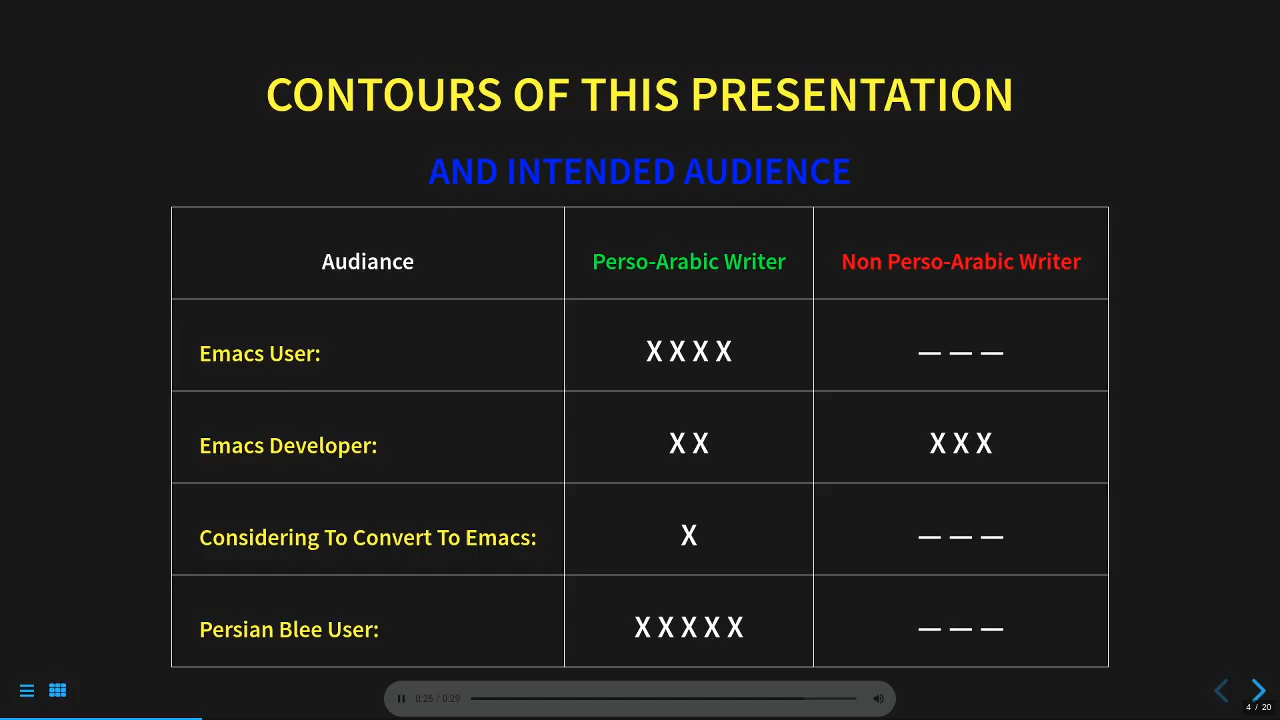 CONTOURS OF THIS PRESENTATION
AND INTENDED AUDIENCE
Audiance Perso-Arabic Writer Non Perso-Arabic Writer
Emacs User: X X X X — — —
Emacs Developer: X X X X X
Considering To Convert To Emacs: X — — —
Persian Blee User: X X X X X — — —
0:26 / 0:29
4 / 20